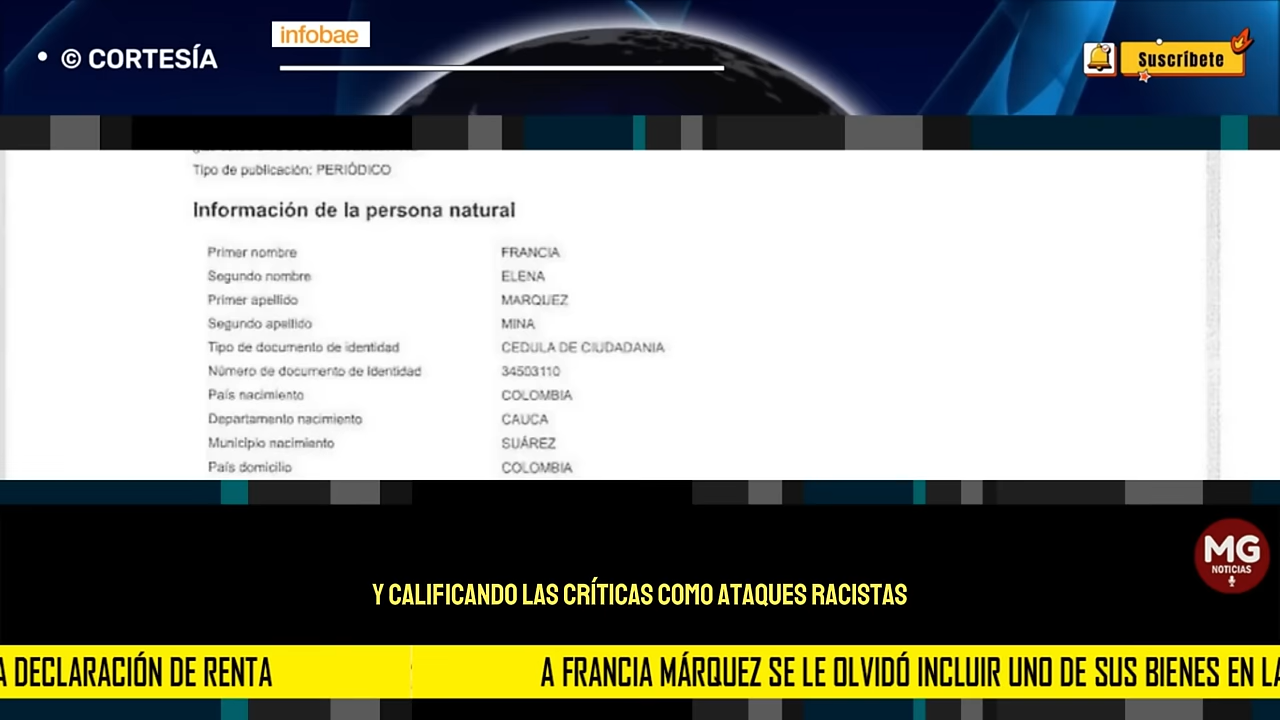 infobae
© CORTESÍA
Suscríbete
Tipo de publicación: PERIÓDICO
Información de la persona natural
Primer nombre FRANCIA
Segundo nombre ELENA
Primer apellido MARQUEZ
Segundo apellido MINA
Tipo de documento de identidad CEDULA DE CIUDADANIA
Número de documento de Identidad 34503110
País nacimiento COLOMBIA
Departamento nacimiento CAUCA
Municipio nacimiento SUÁREZ
País domicilio COLOMBIA
MG
NOTICIAS
Y CALIFICANDO LAS CRÍTICAS COMO ATAQUES RACISTAS
A DECLARACIÓN DE RENTA A FRANCIA MÁRQUEZ SE LE OLVIDÓ INCLUIR UNO DE SUS BIENES EN LA